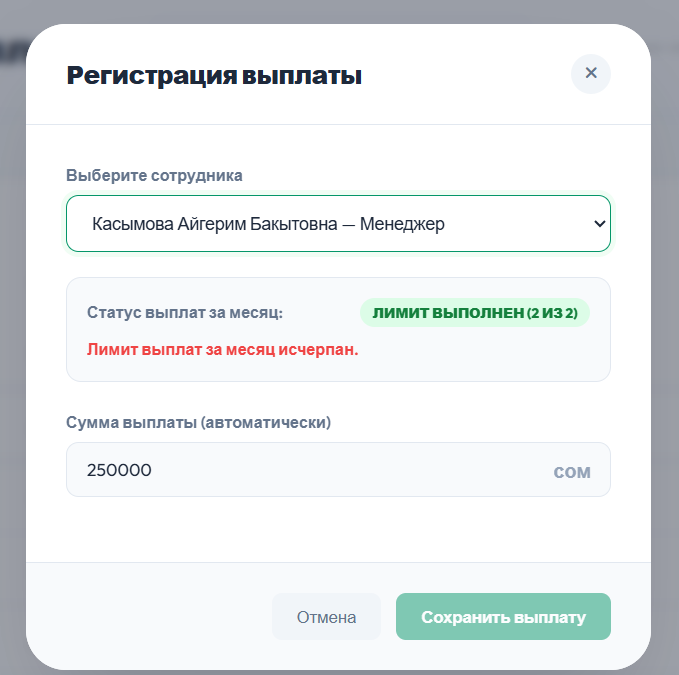 Регистрация выплаты
×
Выберите сотрудника
Касымова Айгерим Бакытовна — Менеджер
Статус выплат за месяц:
ЛИМИТ ВЫПОЛНЕН (2 ИЗ 2)
Лимит выплат за месяц исчерпан.
Сумма выплаты (автоматически)
250000
СОМ
Отмена
Сохранить выплату